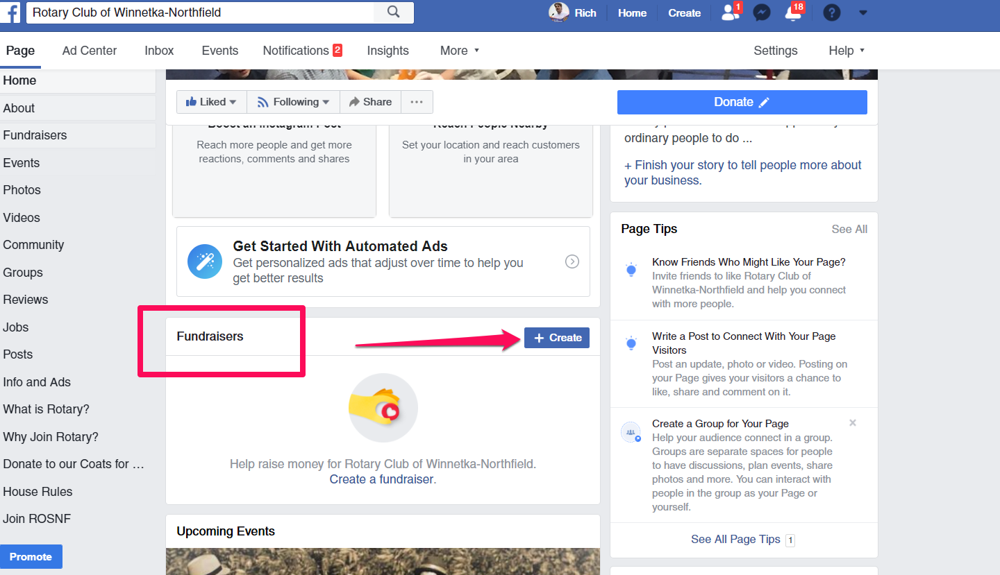 Rotary Club of Winnetka-Northfield
Rich
Home
Create
1
18
Page
Ad Center
Inbox
Events
Notifications 2
Insights
More
Settings
Help
Home
About
Fundraisers
Events
Photos
Videos
Community
Groups
Reviews
Jobs
Posts
Info and Ads
What is Rotary?
Why Join Rotary?
Donate to our Coats for …
House Rules
Join ROSNF
Promote
Liked
Following
Share
Donate
Boost an Instagram Post
Reach more people and get more
reactions, comments and shares
Reach People Nearby
Set your location and reach customers
in your area
Get Started With Automated Ads
Get personalized ads that adjust over time to help you
get better results
Fundraisers
+ Create
Help raise money for Rotary Club of Winnetka-Northfield.
Create a fundraiser.
Upcoming Events
ordinary people to do ...
+ Finish your story to tell people more about
your business.
Page Tips
See All
Know Friends Who Might Like Your Page?
Invite friends to like Rotary Club of
Winnetka-Northfield and help you connect
with more people.
Write a Post to Connect With Your Page
Visitors
Post an update, photo or video. Posting on
your Page gives your visitors a chance to
like, share and comment on it.
Create a Group for Your Page
Help your audience connect in a group.
Groups are separate spaces for people
to have discussions, plan events, share
photos and more. You can interact with
people in the group as your Page or
yourself.
See All Page Tips 1